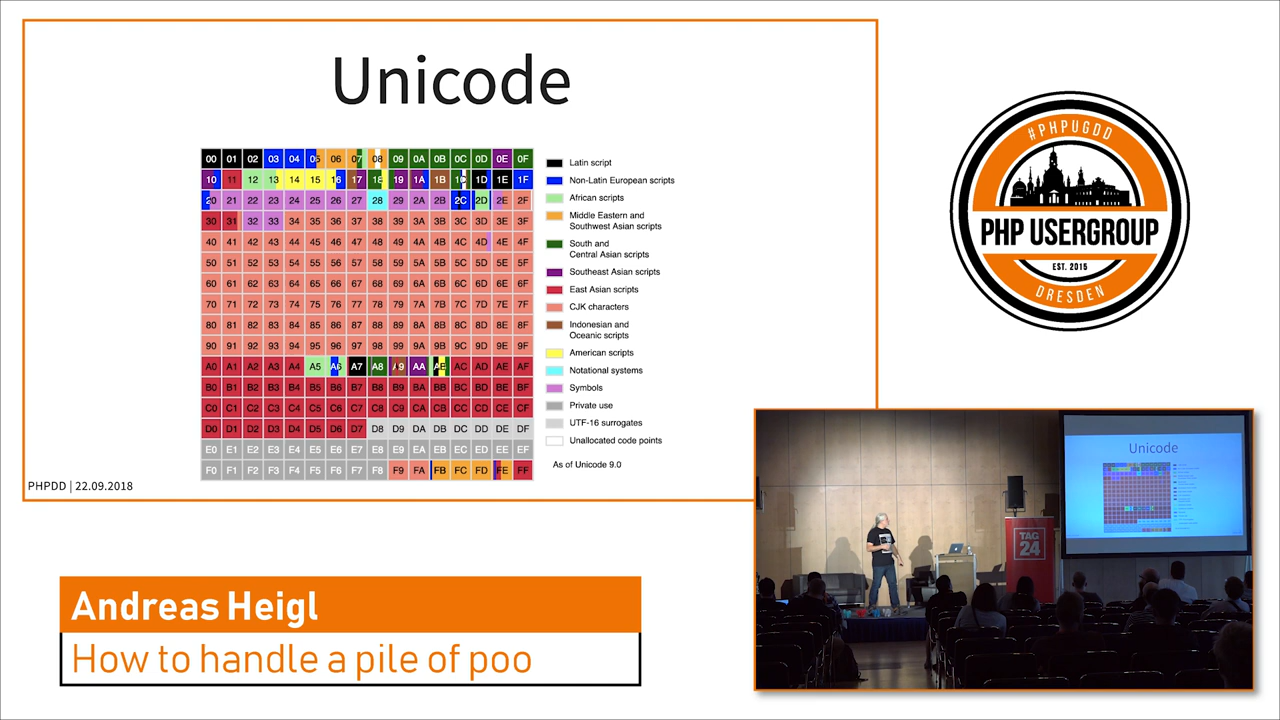 Unicode
00 01 02 03 04 05 06 07 08 09 0A 0B 0C 0D 0E 0F
10 11 12 13 14 15 16 17 18 19 1A 1B 1C 1D 1E 1F
20 21 22 23 24 25 26 27 28 29 2A 2B 2C 2D 2E 2F
30 31 32 33 34 35 36 37 38 39 3A 3B 3C 3D 3E 3F
40 41 42 43 44 45 46 47 48 49 4A 4B 4C 4D 4E 4F
50 51 52 53 54 55 56 57 58 59 5A 5B 5C 5D 5E 5F
60 61 62 63 64 65 66 67 68 69 6A 6B 6C 6D 6E 6F
70 71 72 73 74 75 76 77 78 79 7A 7B 7C 7D 7E 7F
80 81 82 83 84 85 86 87 88 89 8A 8B 8C 8D 8E 8F
90 91 92 93 94 95 96 97 98 99 9A 9B 9C 9D 9E 9F
A0 A1 A2 A3 A4 A5 A6 A7 A8 A9 AA AB AC AD AE AF
B0 B1 B2 B3 B4 B5 B6 B7 B8 B9 BA BB BC BD BE BF
C0 C1 C2 C3 C4 C5 C6 C7 C8 C9 CA CB CC CD CE CF
D0 D1 D2 D3 D4 D5 D6 D7 D8 D9 DA DB DC DD DE DF
E0 E1 E2 E3 E4 E5 E6 E7 E8 E9 EA EB EC ED EE EF
F0 F1 F2 F3 F4 F5 F6 F7 F8 F9 FA FB FC FD FE FF
Latin script
Non-Latin European scripts
African scripts
Middle Eastern and
Southwest Asian scripts
South and
Central Asian scripts
Southeast Asian scripts
East Asian scripts
CJK characters
Indonesian and
Oceanic scripts
American scripts
Notational systems
Symbols
Private use
UTF-16 surrogates
Unallocated code points
As of Unicode 9.0
PHPDD | 22.09.2018
#PHPUGDD
PHP USERGROUP
EST. 2015
DRESDEN
Unicode
TAG
24
Andreas Heigl
How to handle a pile of poo